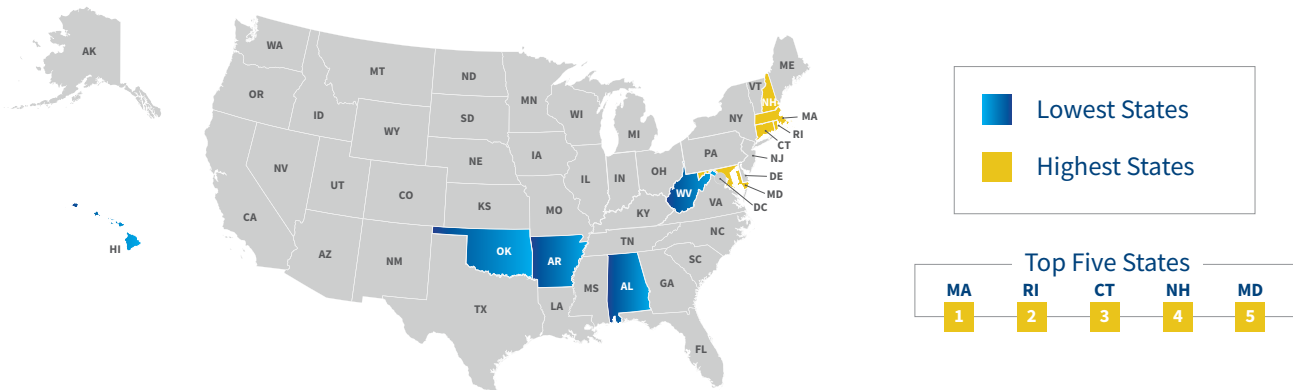 AK
WA
MT
ND
MN
ME
VT
NH
OR
ID
SD
WI
MI
NY
MA
RI
CT
WY
NE
IA
PA
NJ
NV
UT
CO
IL
IN
OH
DE
MD
WV
VA
DC
CA
KS
MO
KY
HI
AZ
NM
OK
AR
TN
NC
SC
TX
LA
MS
AL
GA
FL
Lowest States
Highest States
Top Five States
MA RI CT NH MD
1 2 3 4 5